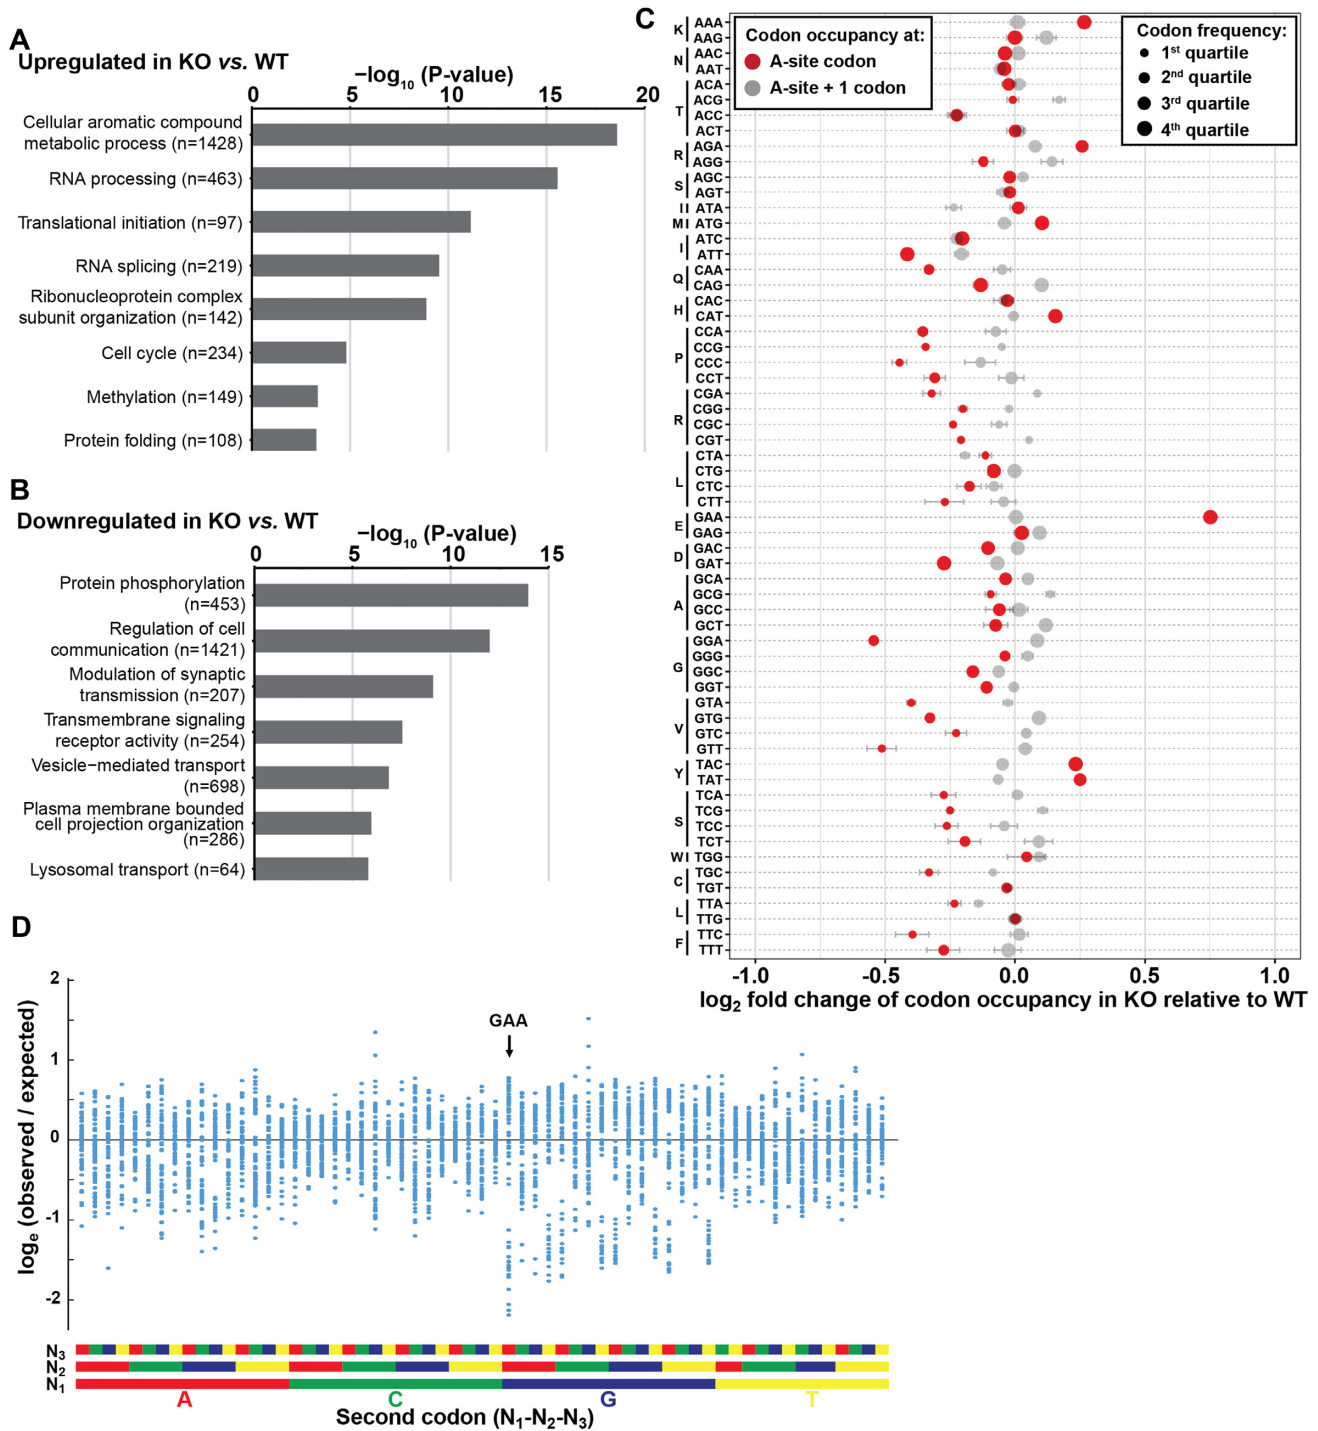 A
Upregulated in KO vs. WT
−log10 (P-value)
0 5 10 15 20
Cellular aromatic compound
metabolic process (n=1428)
RNA processing (n=463)
Translational initiation (n=97)
RNA splicing (n=219)
Ribonucleoprotein complex
subunit organization (n=142)
Cell cycle (n=234)
Methylation (n=149)
Protein folding (n=108)
B
Downregulated in KO vs. WT
−log10 (P-value)
0 5 10 15
Protein phosphorylation
(n=453)
Regulation of cell
communication (n=1421)
Modulation of synaptic
transmission (n=207)
Transmembrane signaling
receptor activity (n=254)
Vesicle−mediated transport
(n=698)
Plasma membrane bounded
cell projection organization
(n=286)
Lysosomal transport (n=64)
C
Codon occupancy at:
A-site codon
A-site + 1 codon
Codon frequency:
1st quartile
2nd quartile
3rd quartile
4th quartile
K
AAA
AAG
N
AAC
AAT
T
ACA
ACG
ACC
ACT
R
AGA
AGG
S
AGC
AGT
I
ATA
M
ATG
I
ATC
ATT
Q
CAA
CAG
H
CAC
CAT
P
CCA
CCG
CCC
CCT
R
CGA
CGG
CGC
CGT
L
CTA
CTG
CTC
CTT
E
GAA
GAG
D
GAC
GAT
A
GCA
GCG
GCC
GCT
G
GGA
GGG
GGC
GGT
V
GTA
GTG
GTC
GTT
Y
TAC
TAT
S
TCA
TCG
TCC
TCT
W
TGG
C
TGC
TGT
L
TTA
TTG
F
TTC
TTT
-1.0 -0.5 0.0 0.5 1.0
log2 fold change of codon occupancy in KO relative to WT
D
loge (observed / expected)
2
1
0
-1
-2
GAA
N3
N2
N1
A C G T
Second codon (N1-N2-N3)